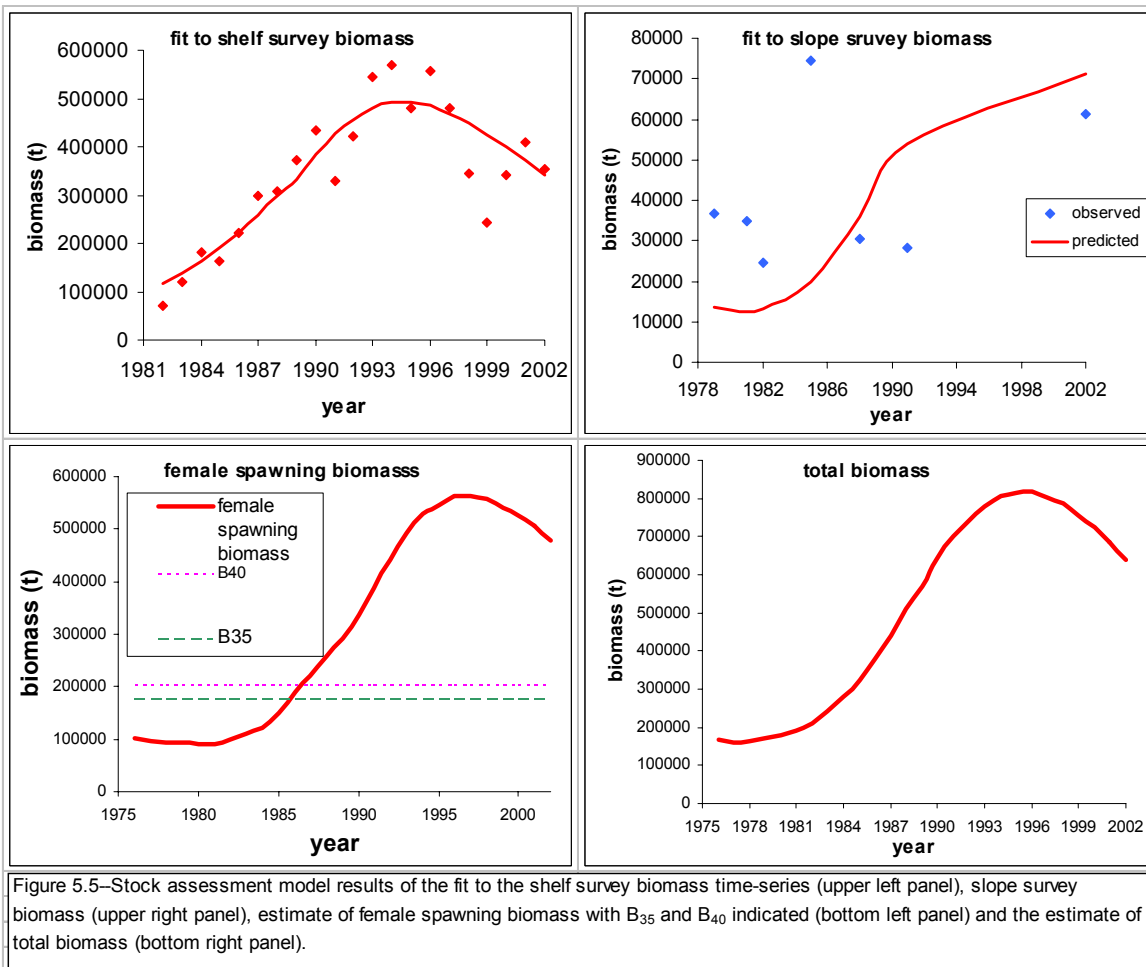 fit to shelf survey biomass
600000
500000
400000
300000
200000
100000
0
biomass (t)
1981 1984 1987 1990 1993 1996 1999 2002
year
fit to slope sruvey biomass
80000
70000
60000
50000
40000
30000
20000
10000
0
biomass (t)
observed
predicted
1978 1982 1986 1990 1994 1998 2002
year
female spawning biomasss
600000
500000
400000
300000
200000
100000
0
biomass (t)
female
spawning
biomass
B40
B35
1975 1980 1985 1990 1995 2000
year
total biomass
900000
800000
700000
600000
500000
400000
300000
200000
100000
0
biomass (t)
1975 1978 1981 1984 1987 1990 1993 1996 1999 2002
year
Figure 5.5--Stock assessment model results of the fit to the shelf survey biomass time-series (upper left panel), slope survey
biomass (upper right panel), estimate of female spawning biomass with B35 and B40 indicated (bottom left panel) and the estimate of
total biomass (bottom right panel).